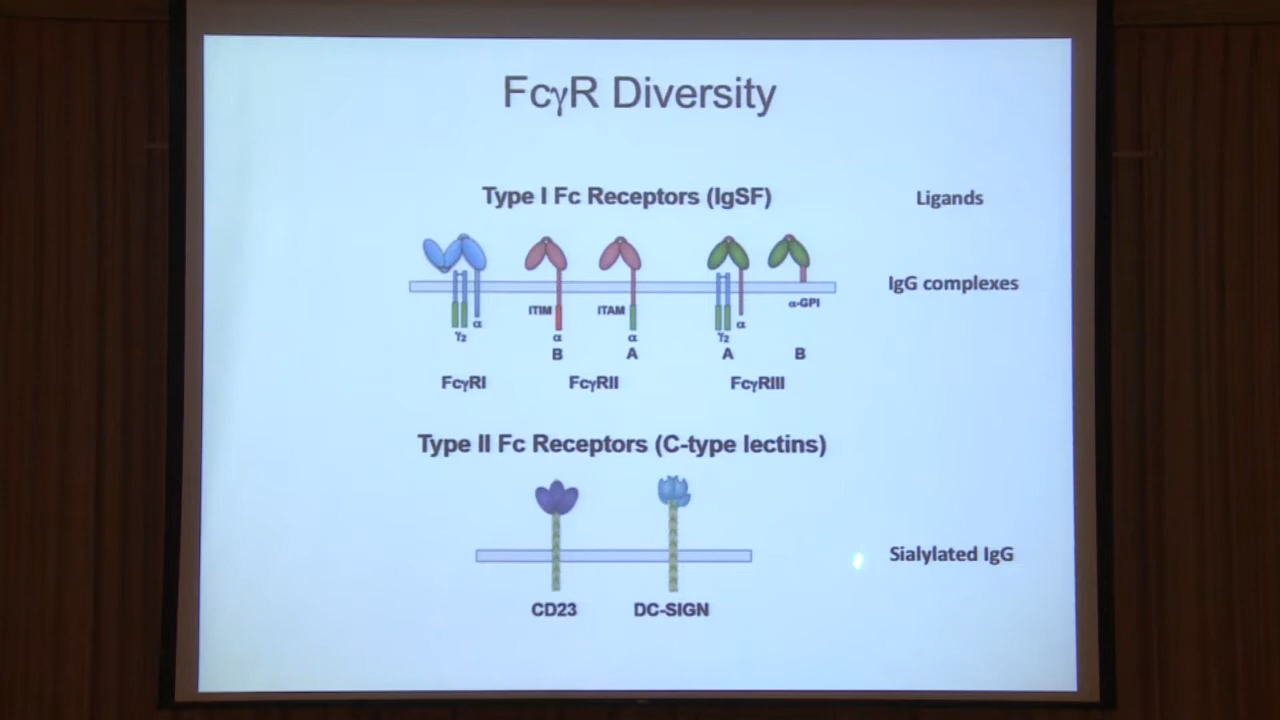 FcγR Diversity
Type I Fc Receptors (IgSF)
Ligands
IgG complexes
ITIM
ITAM
α-GPI
γ2
α
α
α
γ2
α
B
A
A
B
FcγRI
FcγRII
FcγRIII
Type II Fc Receptors (C-type lectins)
Sialylated IgG
CD23
DC-SIGN